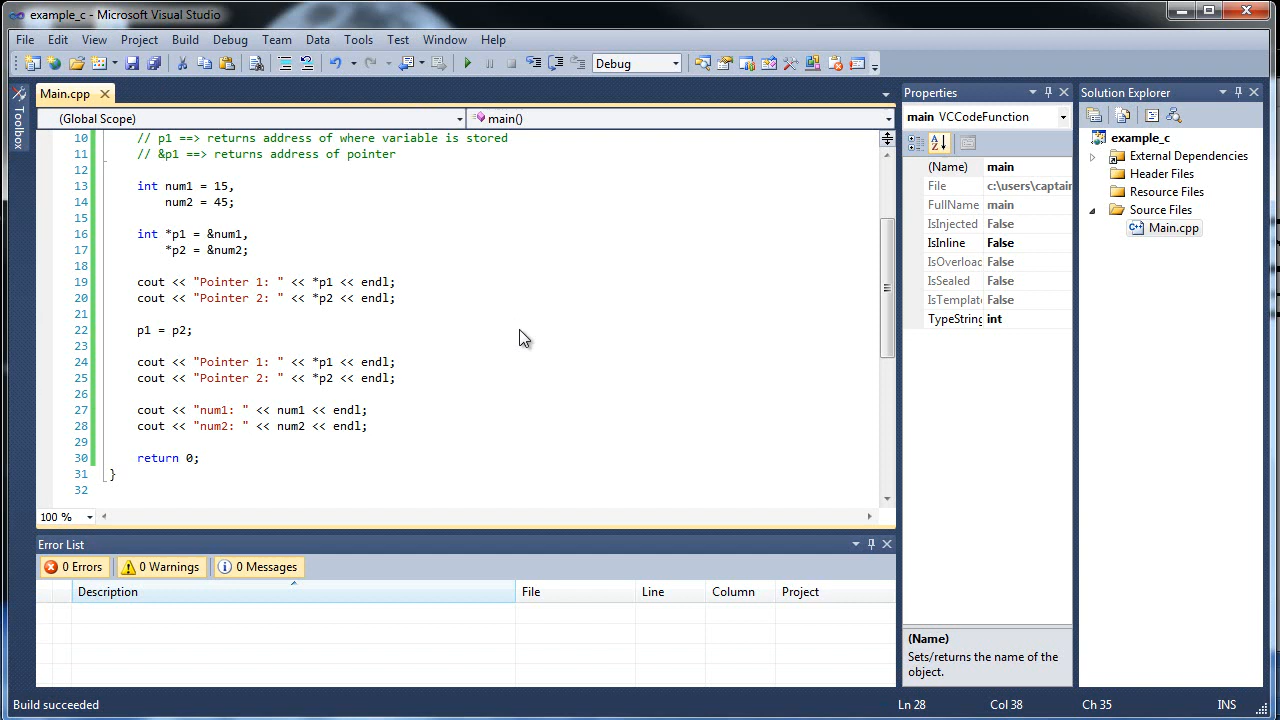 example_c - Microsoft Visual Studio
File Edit View Project Build Debug Team Data Tools Test Window Help
Debug
Toolbox
Main.cpp
(Global Scope) main()
10 // p1 ==> returns address of where variable is stored
11 // &p1 ==> returns address of pointer
12
13 int num1 = 15,
14 num2 = 45;
15
16 int *p1 = &num1,
17 *p2 = &num2;
18
19 cout << "Pointer 1: " << *p1 << endl;
20 cout << "Pointer 2: " << *p2 << endl;
21
22 p1 = p2;
23
24 cout << "Pointer 1: " << *p1 << endl;
25 cout << "Pointer 2: " << *p2 << endl;
26
27 cout << "num1: " << num1 << endl;
28 cout << "num2: " << num2 << endl;
29
30 return 0;
31 }
32
100 %
Error List
0 Errors 0 Warnings 0 Messages
Description File Line Column Project
Properties
main VCCodeFunction
(Name) main
File c:\users\captain
FullName main
IsInjected False
IsInline False
IsOverload False
IsSealed False
IsTemplate False
TypeString int
(Name)
Sets/returns the name of the
object.
Solution Explorer
example_c
External Dependencies
Header Files
Resource Files
Source Files
Main.cpp
Build succeeded Ln 28 Col 38 Ch 35 INS